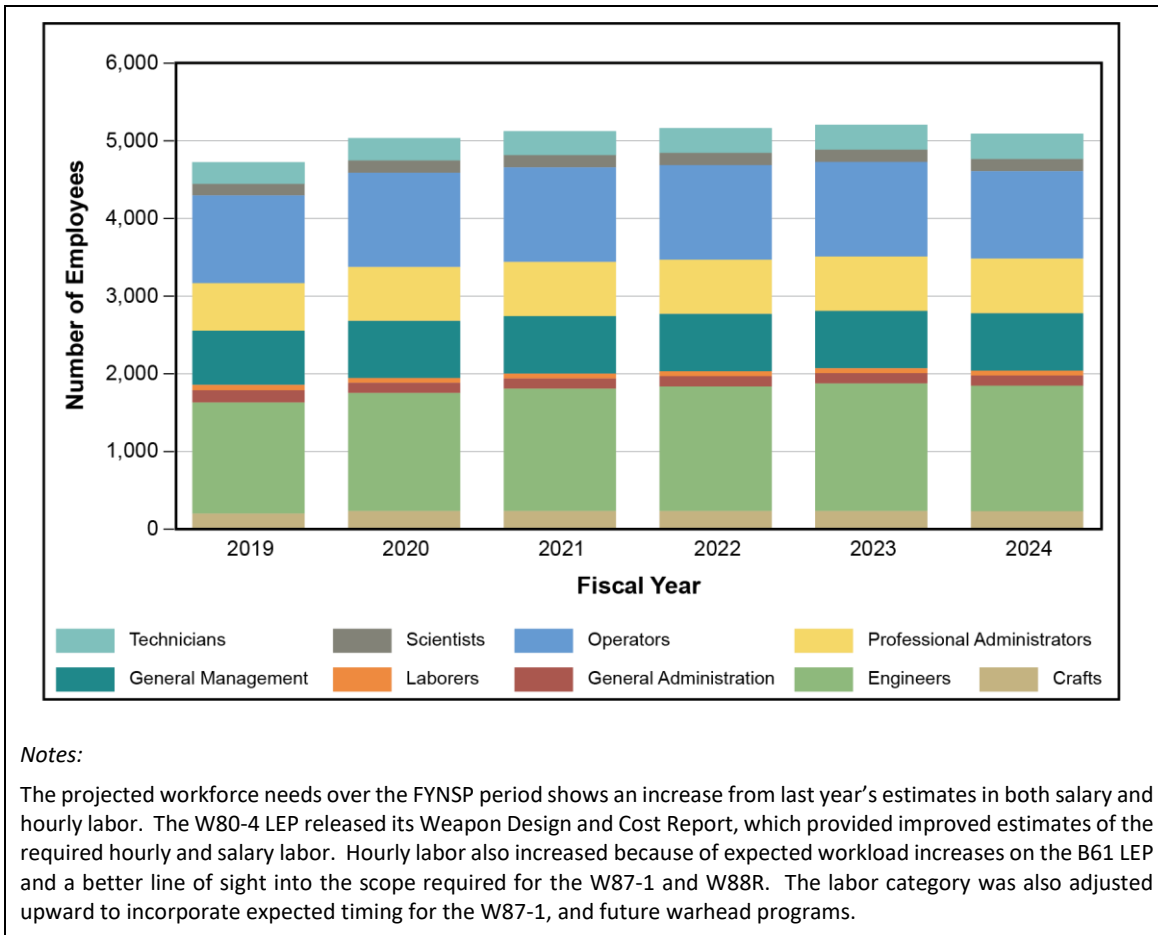 6,000
5,000
4,000
3,000
2,000
1,000
0
Number of Employees
2019 2020 2021 2022 2023 2024
Fiscal Year
Technicians Scientists Operators Professional Administrators
General Management Laborers General Administration Engineers Crafts
Notes:
The projected workforce needs over the FYNSP period shows an increase from last year’s estimates in both salary and
hourly labor. The W80-4 LEP released its Weapon Design and Cost Report, which provided improved estimates of the
required hourly and salary labor. Hourly labor also increased because of expected workload increases on the B61 LEP
and a better line of sight into the scope required for the W87-1 and W88R. The labor category was also adjusted
upward to incorporate expected timing for the W87-1, and future warhead programs.